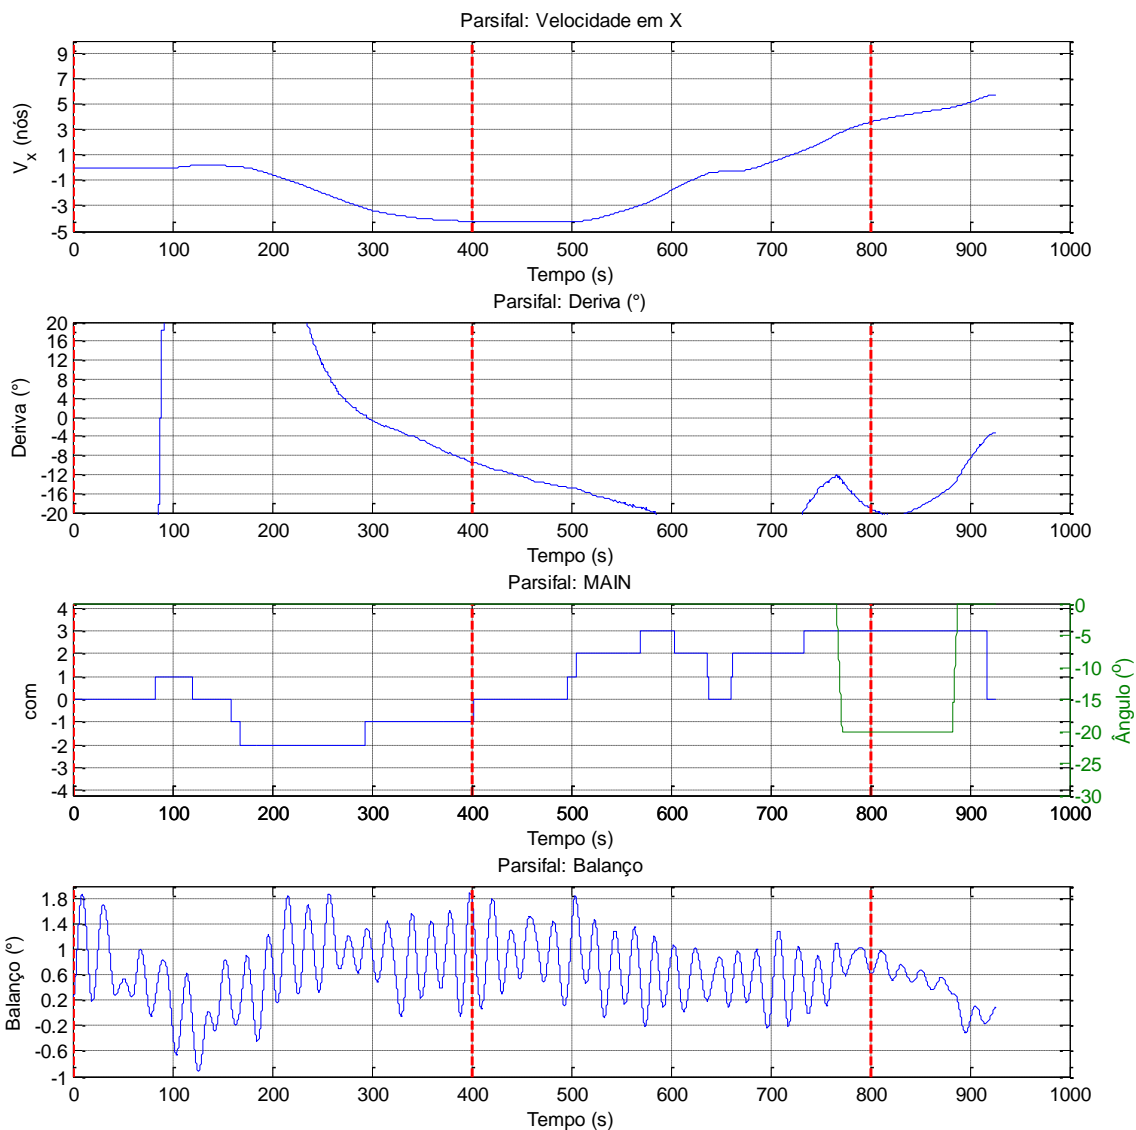 Parsifal: Velocidade em X
9
7
5
3
1
-1
-3
-5
V_x (nós)
0 100 200 300 400 500 600 700 800 900 1000
Tempo (s)
Parsifal: Deriva (°)
20
16
12
8
4
0
-4
-8
-12
-16
-20
Deriva (°)
0 100 200 300 400 500 600 700 800 900 1000
Tempo (s)
Parsifal: MAIN
4
3
2
1
0
-1
-2
-3
-4
com
0
-5
-10
-15
-20
-25
-30
Ângulo (º)
0 100 200 300 400 500 600 700 800 900 1000
Tempo (s)
Parsifal: Balanço
1.8
1.4
1
0.6
0.2
-0.2
-0.6
-1
Balanço (°)
0 100 200 300 400 500 600 700 800 900 1000
Tempo (s)